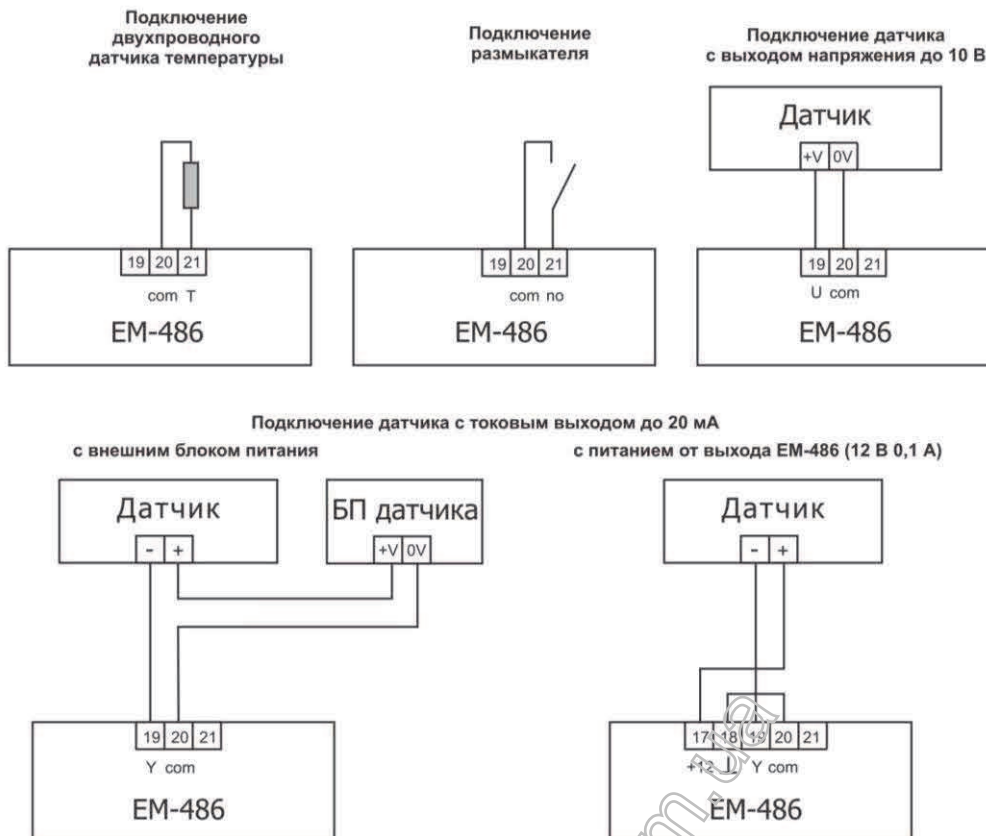 Подключение
двухпроводного
датчика температуры
Подключение
размыкателя
Подключение датчика
с выходом напряжения до 10 В
Датчик
+V 0V
19 20 21
com T
EM-486
19 20 21
com no
EM-486
19 20 21
U com
EM-486
Подключение датчика с токовым выходом до 20 мА
с внешним блоком питания
с питанием от выхода ЕМ-486 (12 В 0,1 А)
Датчик
- +
БП датчика
+V 0V
Датчик
- +
19 20 21
Y com
EM-486
17 18 19 20 21
+12 ⊥ Y com
EM-486
m.ua